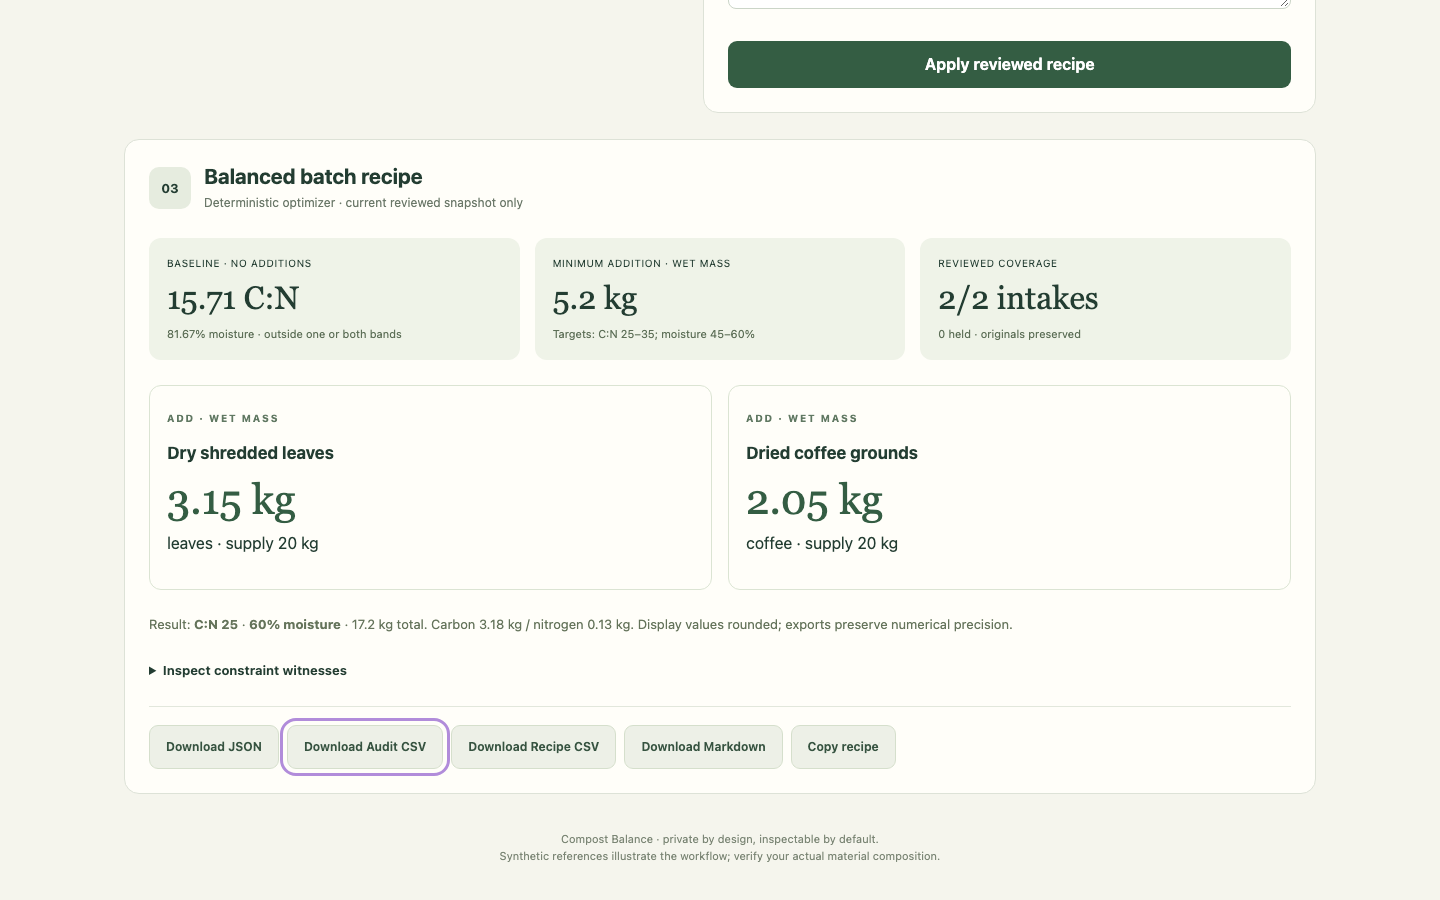 Apply reviewed recipe
03
Balanced batch recipe
Deterministic optimizer · current reviewed snapshot only
BASELINE · NO ADDITIONS
15.71 C:N
81.67% moisture · outside one or both bands
MINIMUM ADDITION · WET MASS
5.2 kg
Targets: C:N 25–35; moisture 45–60%
REVIEWED COVERAGE
2/2 intakes
0 held · originals preserved
ADD · WET MASS
Dry shredded leaves
3.15 kg
leaves · supply 20 kg
ADD · WET MASS
Dried coffee grounds
2.05 kg
coffee · supply 20 kg
Result: C:N 25 · 60% moisture · 17.2 kg total. Carbon 3.18 kg / nitrogen 0.13 kg. Display values rounded; exports preserve numerical precision.
Inspect constraint witnesses
Download JSON
Download Audit CSV
Download Recipe CSV
Download Markdown
Copy recipe
Compost Balance · private by design, inspectable by default.
Synthetic references illustrate the workflow; verify your actual material composition.